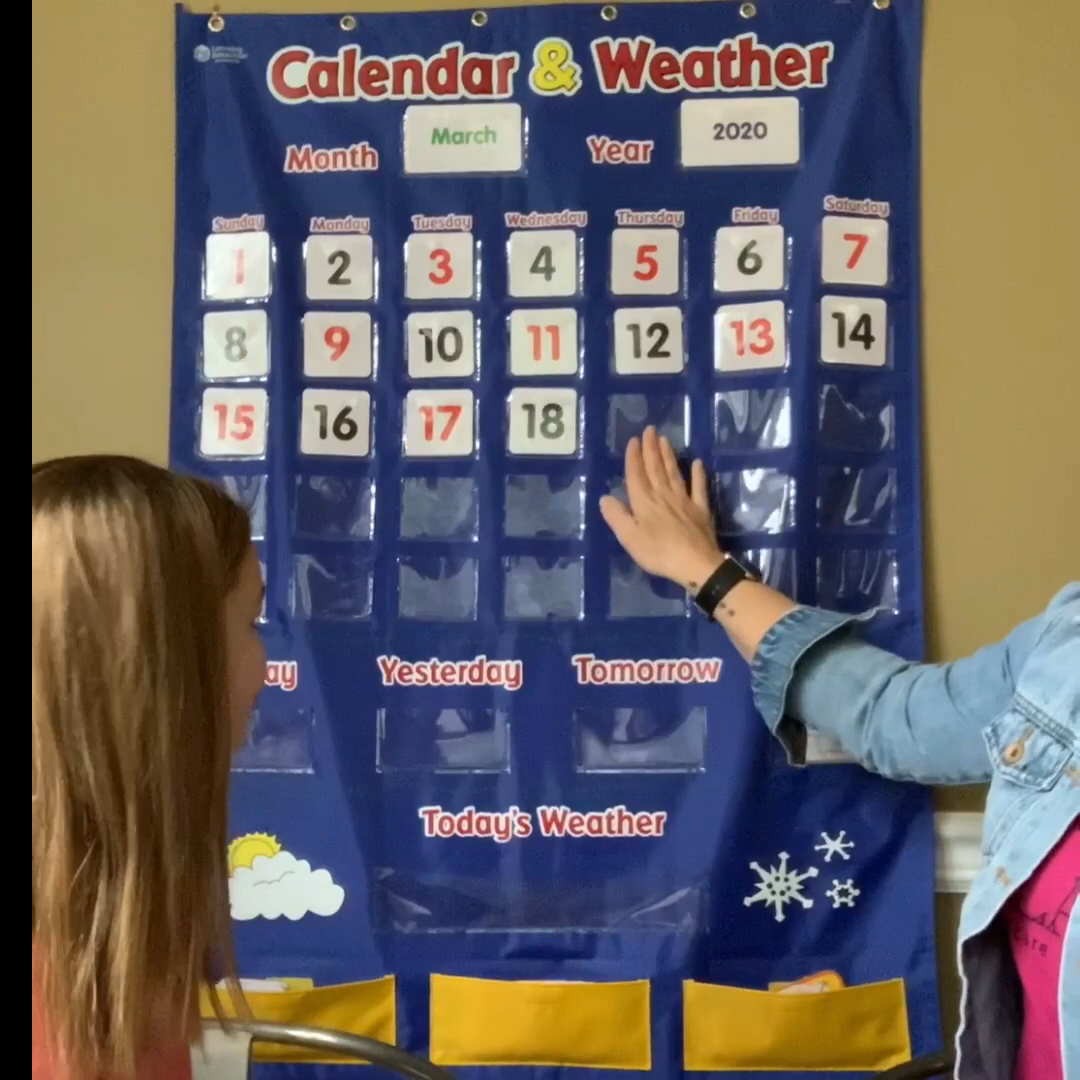 Calendar & Weather
Month March Year 2020
Sunday Monday Tuesday Wednesday Thursday Friday Saturday
1 2 3 4 5 6 7
8 9 10 11 12 13 14
15 16 17 18
ay Yesterday Tomorrow
Today's Weather